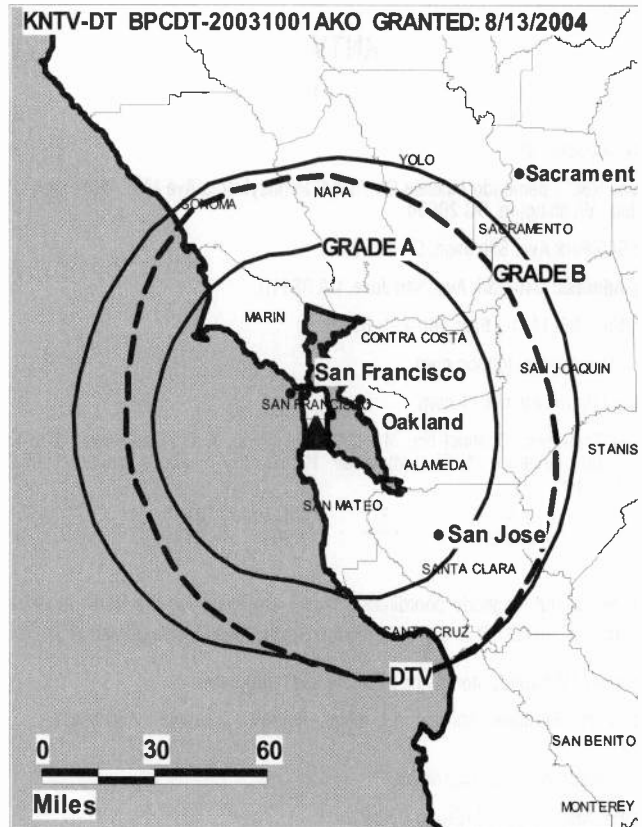 KNTV-DT BPCDT-20031001AKO GRANTED: 8/13/2004
YOLO
Sacrament
NAPA
SONOMA
SACRAMENTO
GRADE A
GRADE B
MARIN
CONTRA COSTA
San Francisco
SAN JOAQUIN
SAN FRANCISCO
Oakland
STANIS
ALAMEDA
SAN MATEO
San Jose
SANTA CLARA
SANTA CRUZ
DTV
SAN BENITO
0 30 60
Miles
MONTEREY